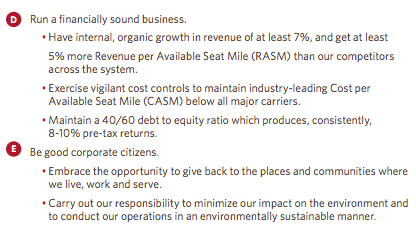 D Run a financially sound business.
• Have internal, organic growth in revenue of at least 7%, and get at least
5% more Revenue per Available Seat Mile (RASM) than our competitors
across the system.
• Exercise vigilant cost controls to maintain industry-leading Cost per
Available Seat Mile (CASM) below all major carriers.
• Maintain a 40/60 debt to equity ratio which produces, consistently,
8-10% pre-tax returns.
E Be good corporate citizens.
• Embrace the opportunity to give back to the places and communities where
we live, work and serve.
• Carry out our responsibility to minimize our impact on the environment and
to conduct our operations in an environmentally sustainable manner.